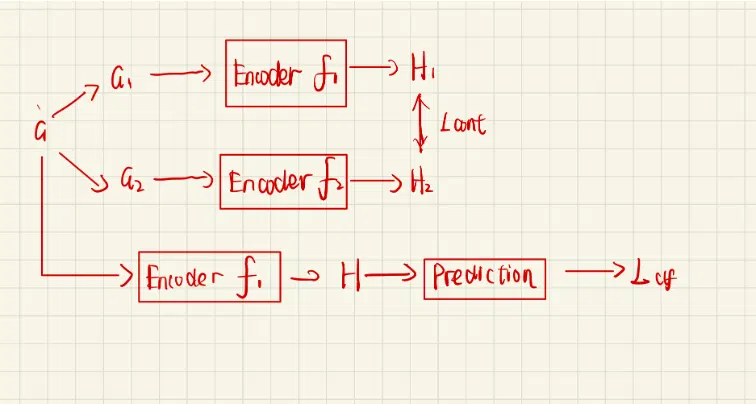 G₁ Encoder f₁ H₁
G Lcont
G₂ Encoder f₂ H₂
Encoder f₁ H Prediction Lcf